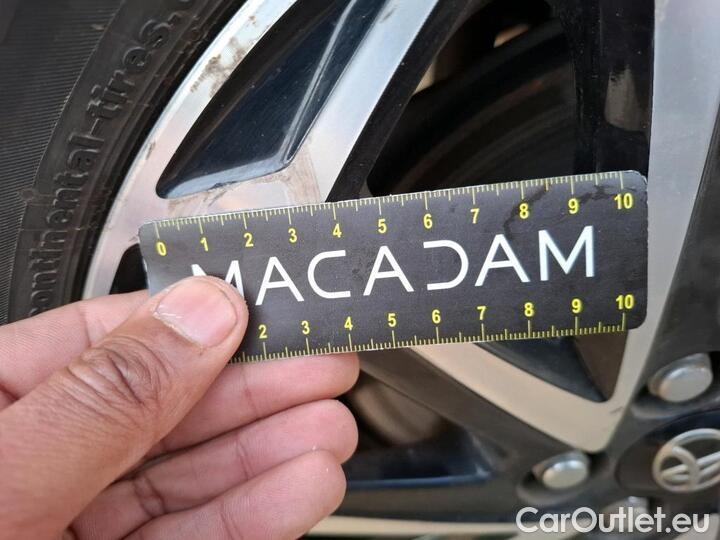 continental-tires.
0 1 2 3 4 5 6 7 8 9 10
MACADAM
2 3 4 5 6 7 8 9 10
CarOutlet.eu